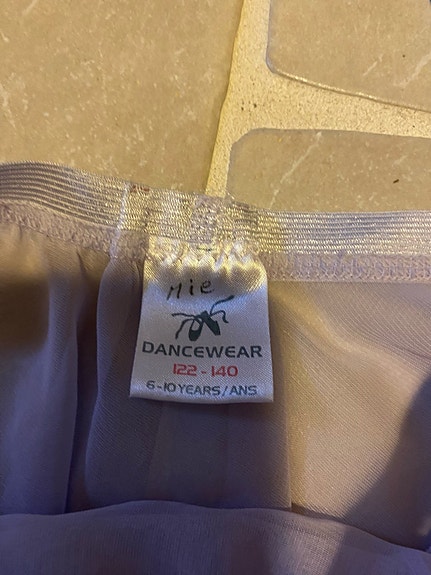 Mie
DANCEWEAR
122 - 140
6-10 YEARS/ANS